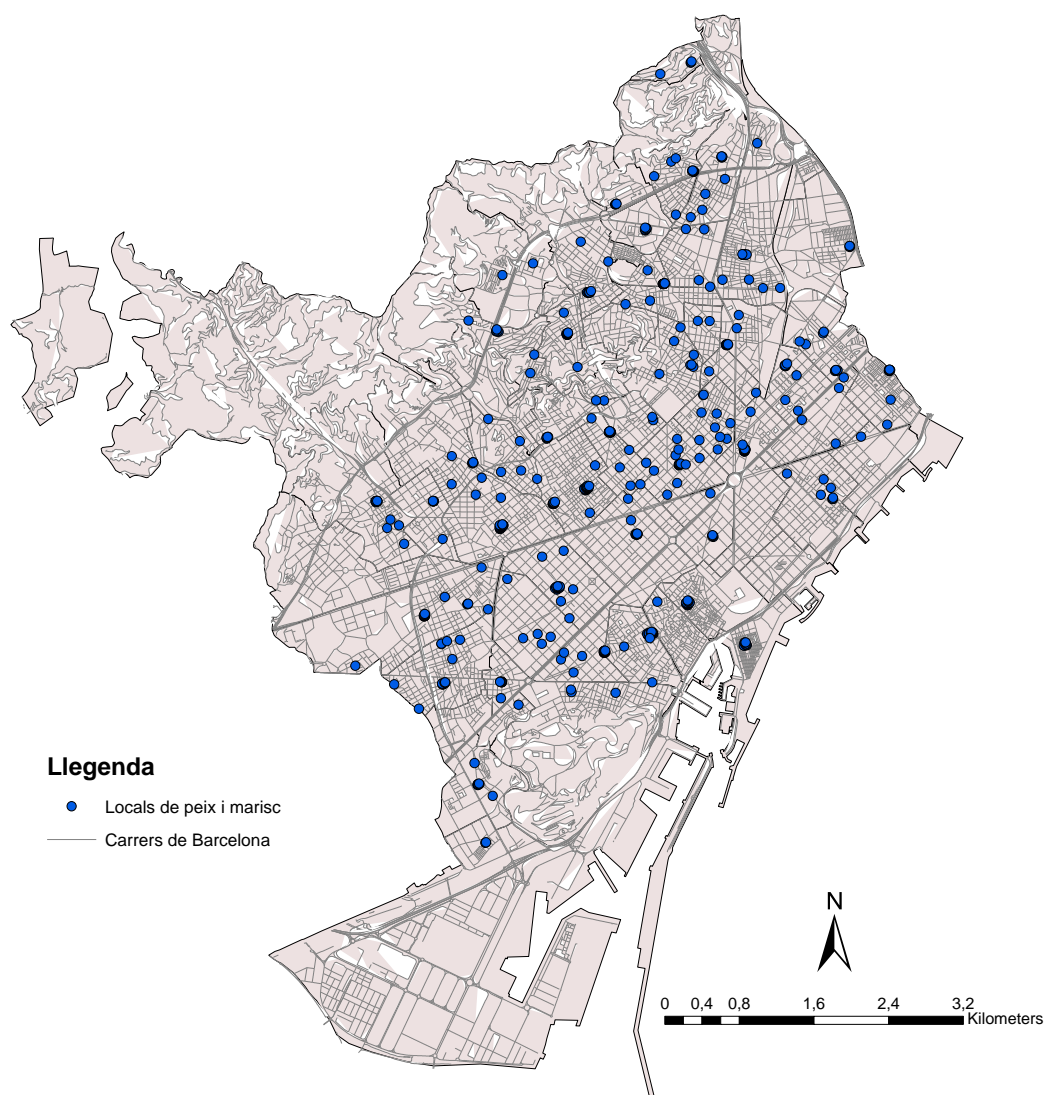 Llegenda
Locals de peix i marisc
Carrers de Barcelona
N
0 0,4 0,8 1,6 2,4 3,2
Kilometers